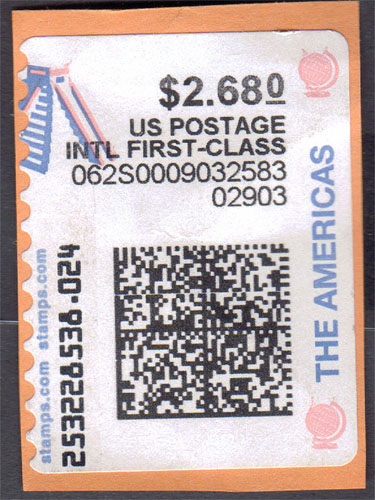 $2.680
US POSTAGE
INTL FIRST-CLASS
062S0009032583
02903
stamps.com stamps.com
253226536.024
THE AMERICAS